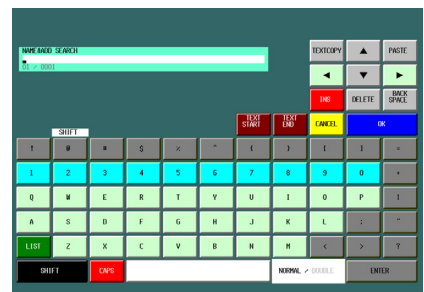 NAME&ADD SEARCH
01 / 0001
TEXTCOPY ▲ PASTE
◄ ▼ ►
INS DELETE BACK SPACE
TEXT START TEXT END CANCEL OK
SHIFT
! @ # $ % ^ ( ) [ ] =
1 2 3 4 5 6 7 8 9 0 +
Q W E R T Y U I O P
A S D F G H J K L : "
LIST Z X C V B N M < > ?
SHIFT CAPS NORMAL / DOUBLE ENTER